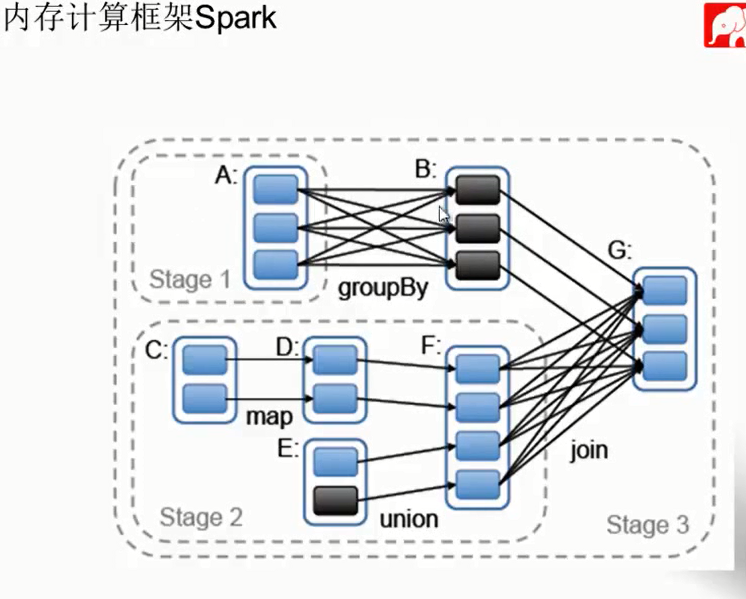 内存计算框架Spark
A:
B:
Stage 1
groupBy
G:
C:
D:
F:
map
E:
join
Stage 2
union
Stage 3